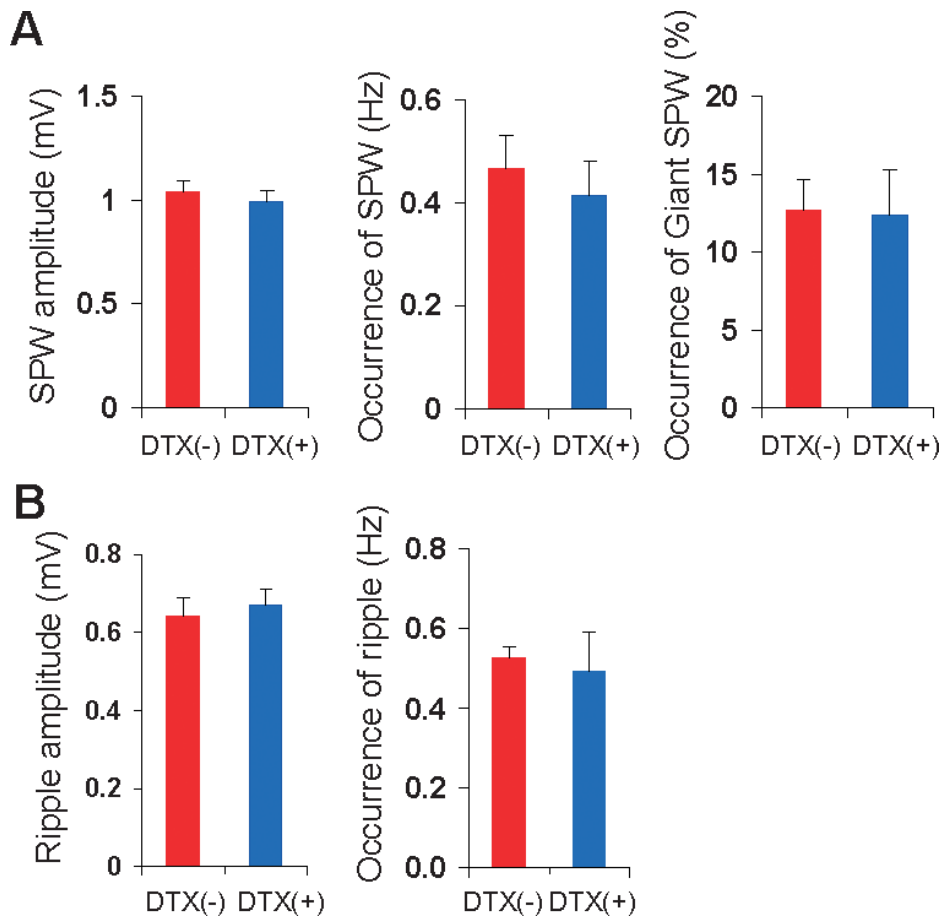 A
SPW amplitude (mV)
1.5
1
0.5
0
DTX(-) DTX(+)
Occurrence of SPW (Hz)
0.6
0.4
0.2
0
DTX(-) DTX(+)
Occurrence of Giant SPW (%)
20
15
10
5
0
DTX(-) DTX(+)
B
Ripple amplitude (mV)
0.8
0.6
0.4
0.2
0
DTX(-) DTX(+)
Occurrence of ripple (Hz)
0.8
0.6
0.4
0.2
0.0
DTX(-) DTX(+)